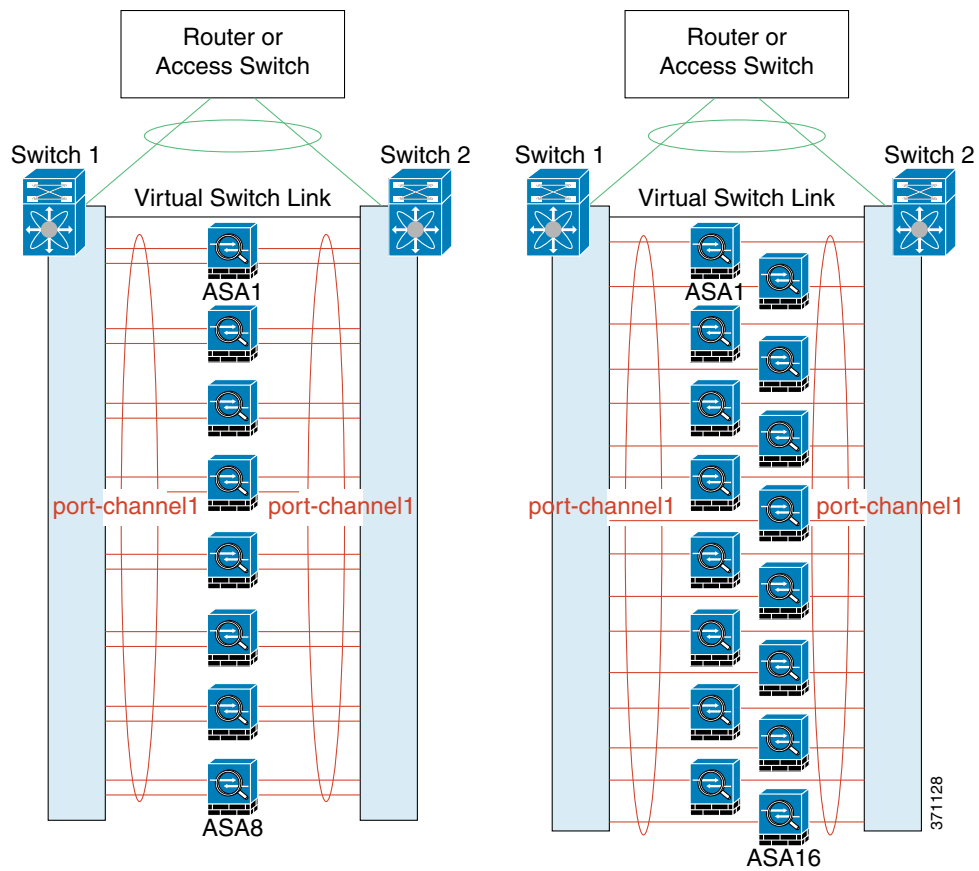 Router or
Access Switch
Switch 1
Switch 2
Virtual Switch Link
ASA1
port-channel1
port-channel1
ASA8
Router or
Access Switch
Switch 1
Switch 2
Virtual Switch Link
ASA1
port-channel1
port-channel1
ASA16
371128